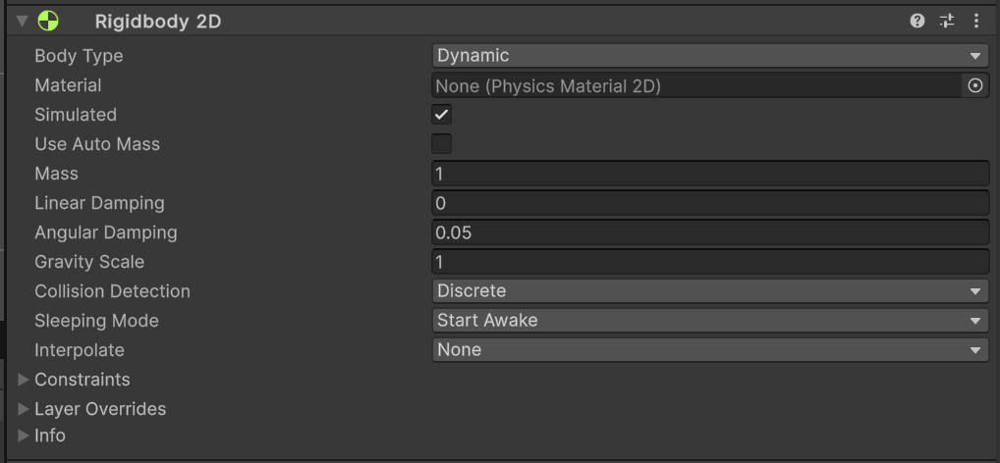 Rigidbody 2D
Body Type Dynamic
Material None (Physics Material 2D)
Simulated
Use Auto Mass
Mass 1
Linear Damping 0
Angular Damping 0.05
Gravity Scale 1
Collision Detection Discrete
Sleeping Mode Start Awake
Interpolate None
Constraints
Layer Overrides
Info